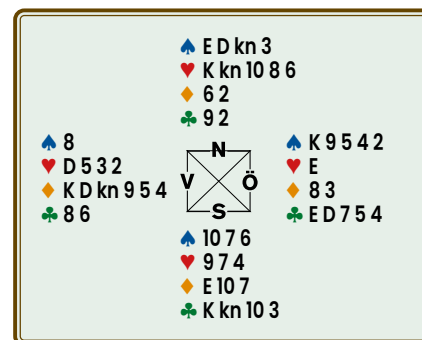 ♠ E D kn 3
♥ K kn 10 8 6
♦ 6 2
♣ 9 2
♠ 8
♥ D 5 3 2
♦ K D kn 9 5 4
♣ 8 6
N
V Ö
S
♠ K 9 5 4 2
♥ E
♦ 8 3
♣ E D 7 5 4
♠ 10 7 6
♥ 9 7 4
♦ E 10 7
♣ K kn 10 3